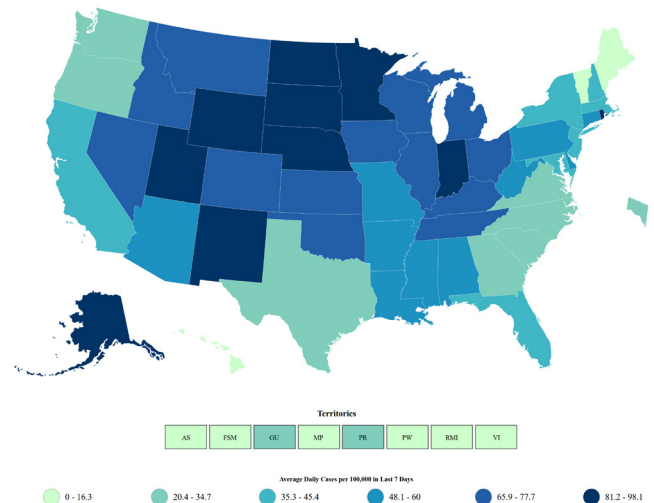 Territories
AS FSM GU MP PR PW RMI VI
Average Daily Cases per 100,000 in Last 7 Days
0 - 16.3 20.4 - 34.7 35.3 - 45.4 48.1 - 60 65.9 - 77.7 81.2 - 98.1